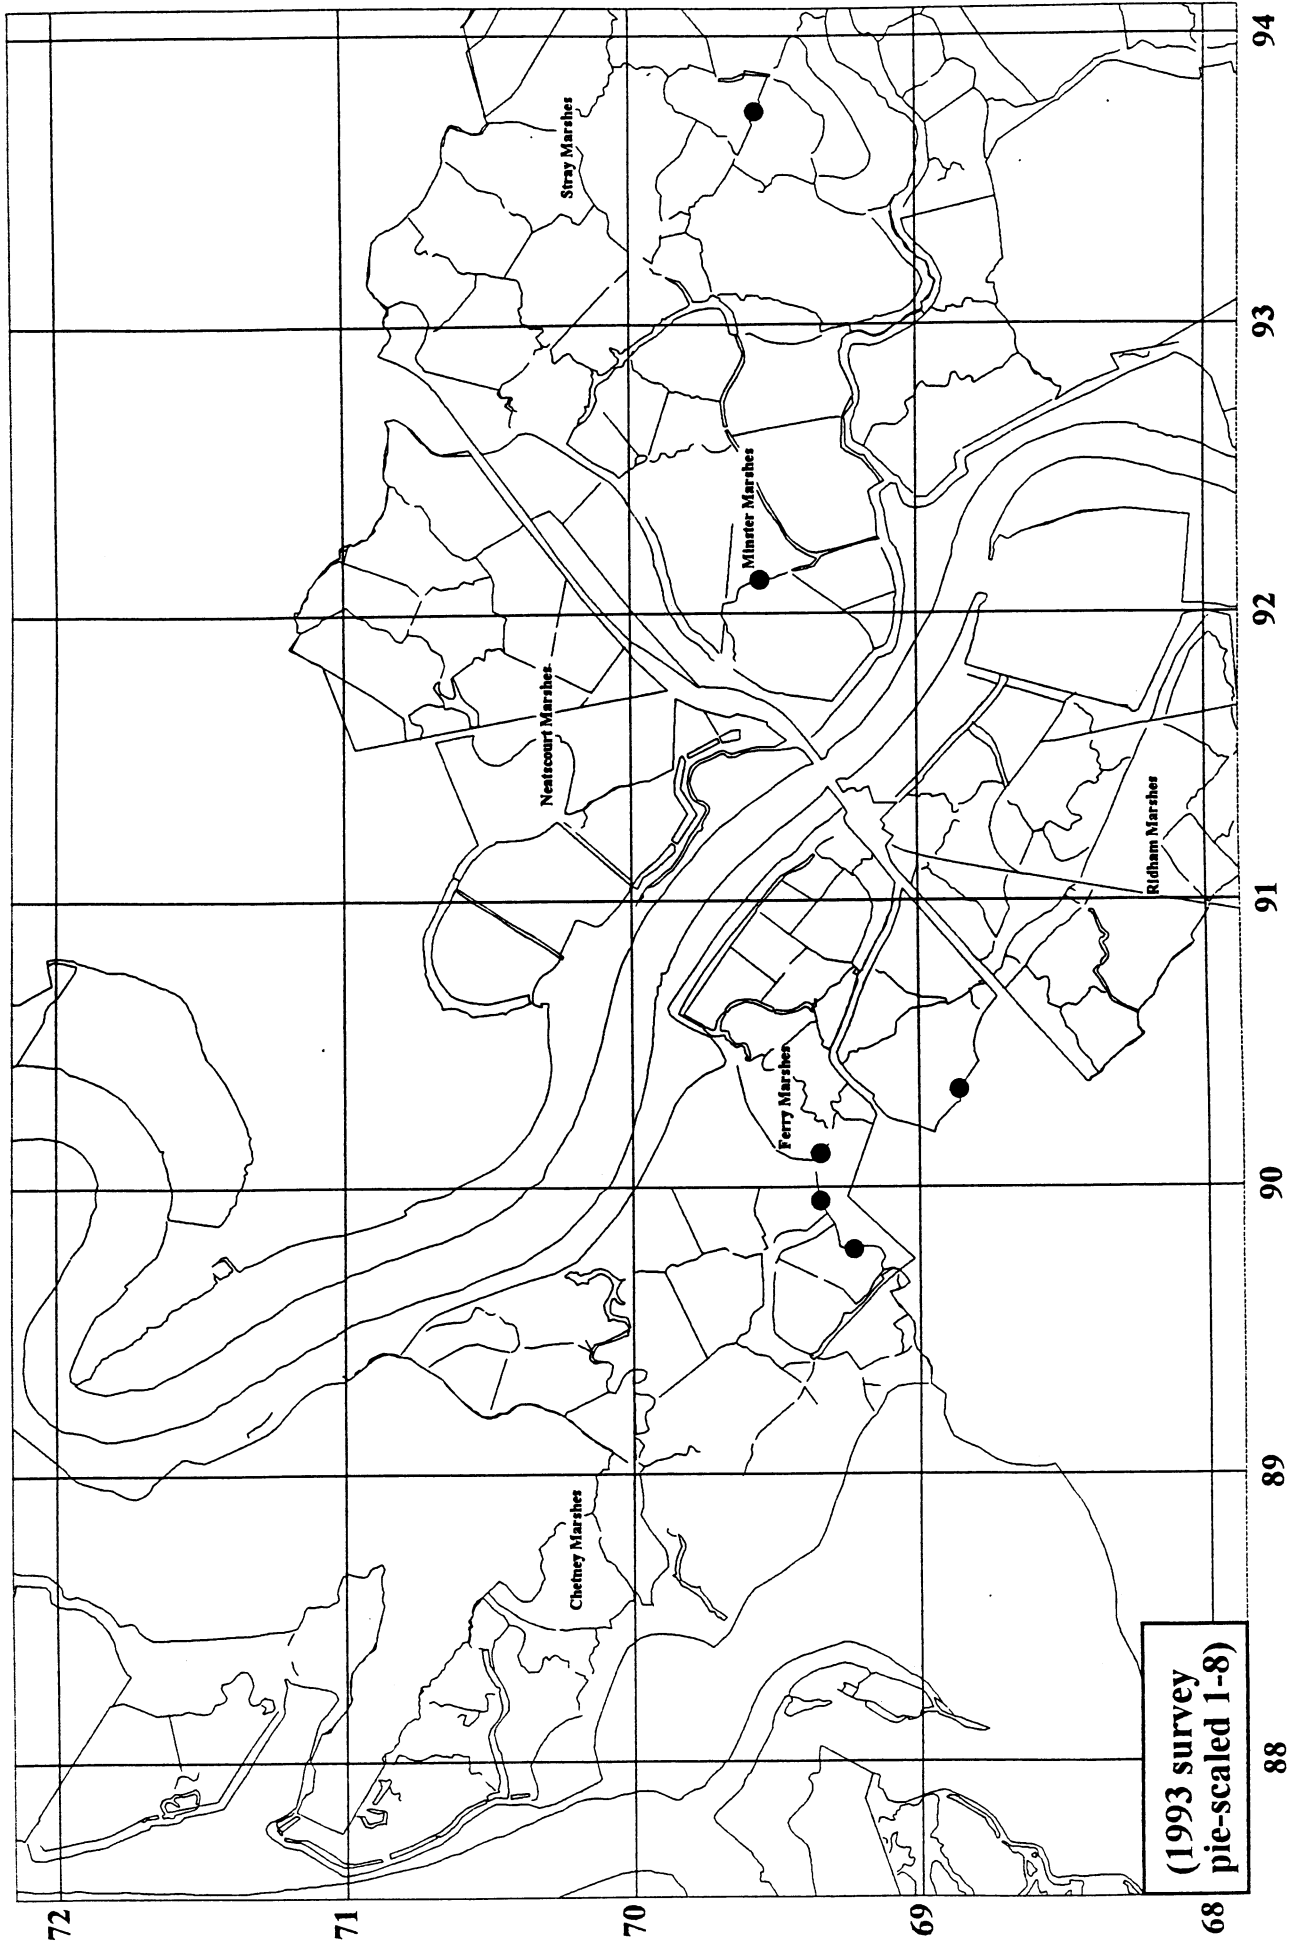 72
71
70
69
68
88
89
90
91
92
93
94
Chetney Marshes
Ferry Marshes
Neatscourt Marshes
Minster Marshes
Stray Marshes
Ridham Marshes
(1993 survey
pie-scaled 1-8)